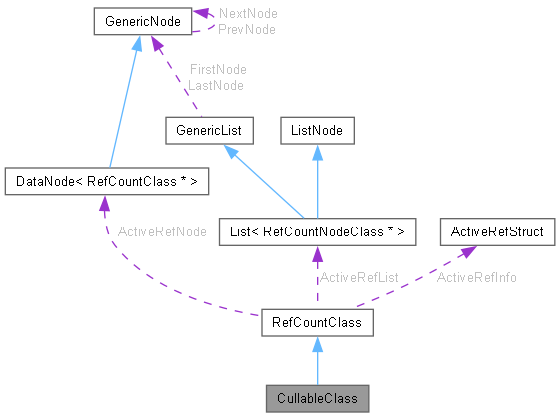 NextNode
PrevNode
GenericNode
FirstNode
LastNode
GenericList
ListNode
DataNode< RefCountClass * >
ActiveRefNode
List< RefCountNodeClass * >
ActiveRefStruct
ActiveRefList
ActiveRefInfo
RefCountClass
CullableClass